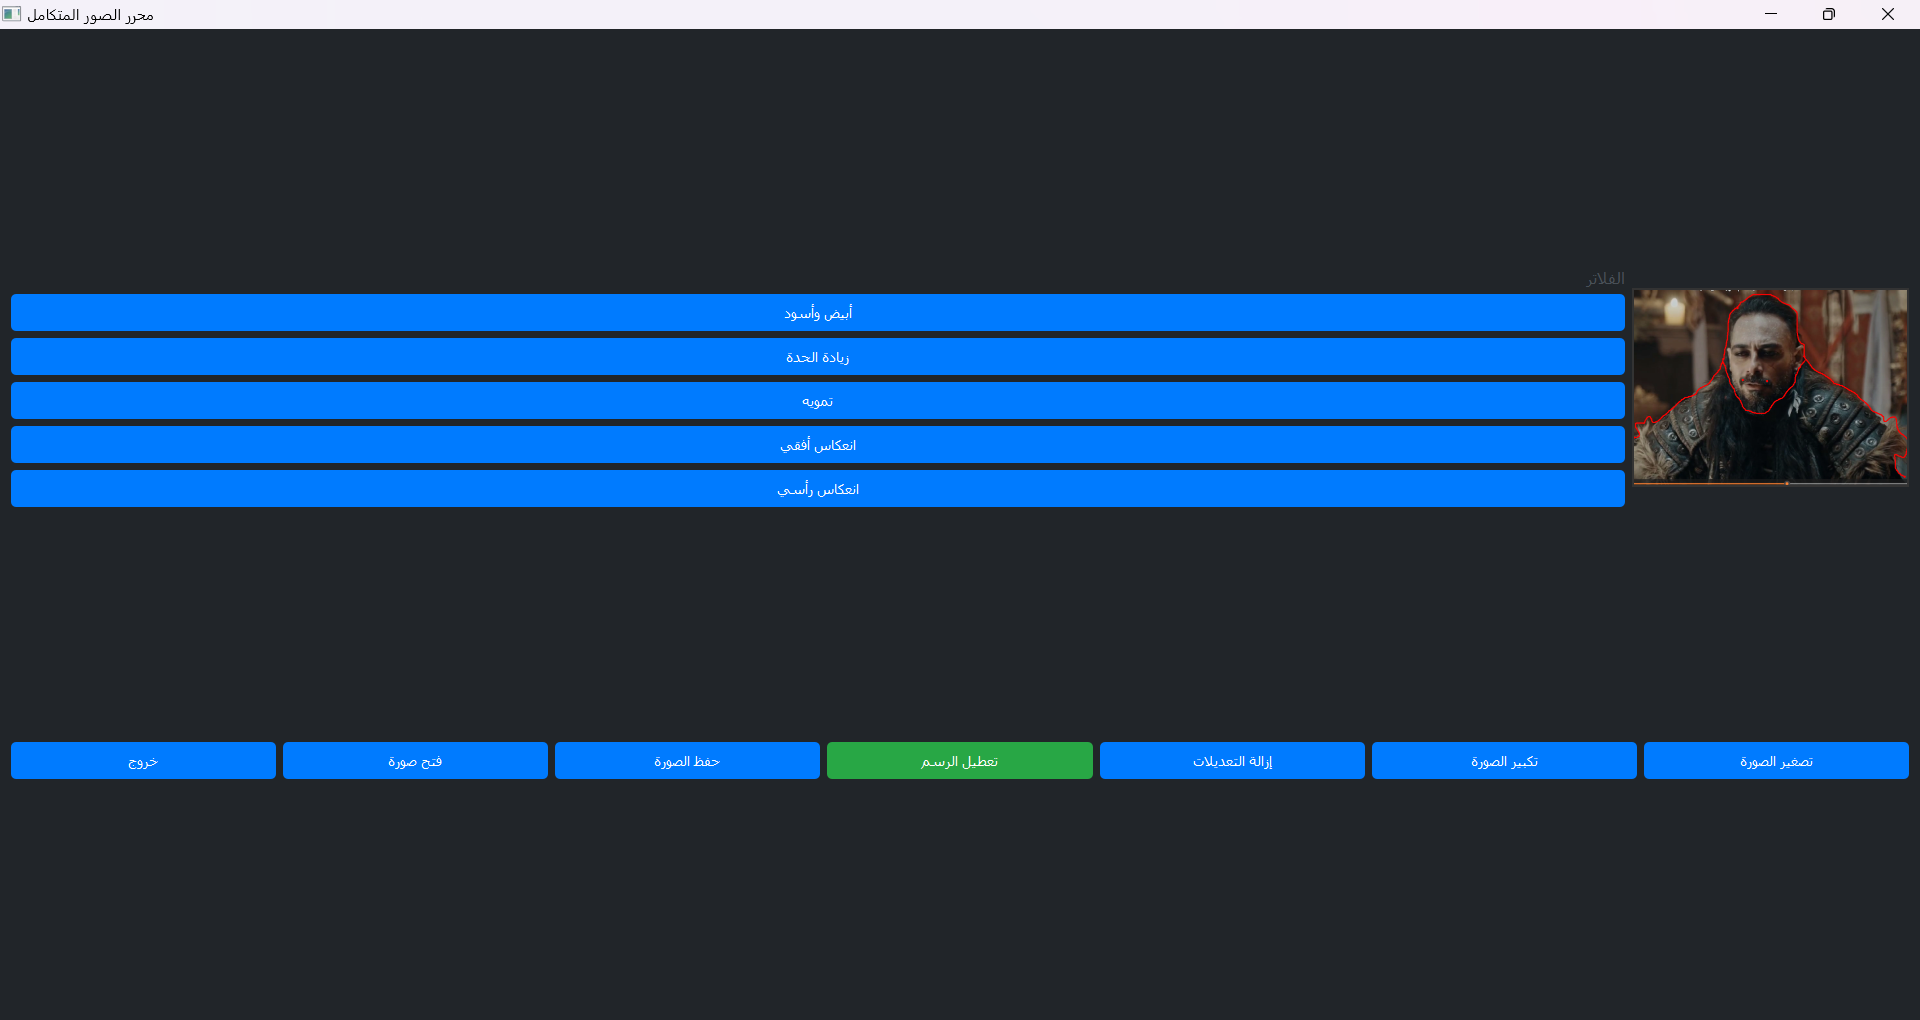 محرر الصور المتكامل
الفلاتر
أبيض وأسود
زيادة الحدة
تمويه
انعكاس أفقي
انعكاس رأسي
تصغير الصورة
تكبير الصورة
إزالة التعديلات
تعطيل الرسم
حفظ الصورة
فتح صورة
خروج